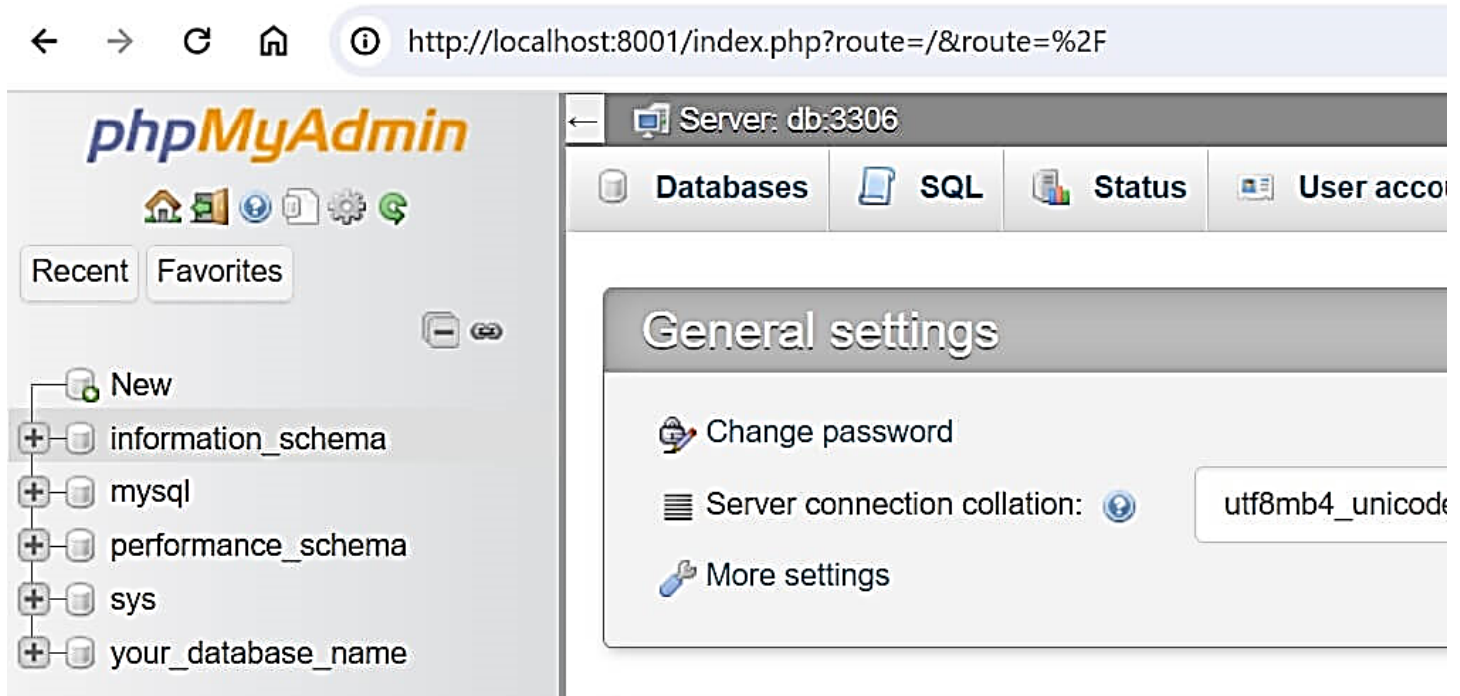 http://localhost:8001/index.php?route=/&route=%2F
phpMyAdmin
Recent Favorites
New
information_schema
mysql
performance_schema
sys
your_database_name
Server: db:3306
Databases SQL Status User
General settings
Change password
Server connection collation:
More settings